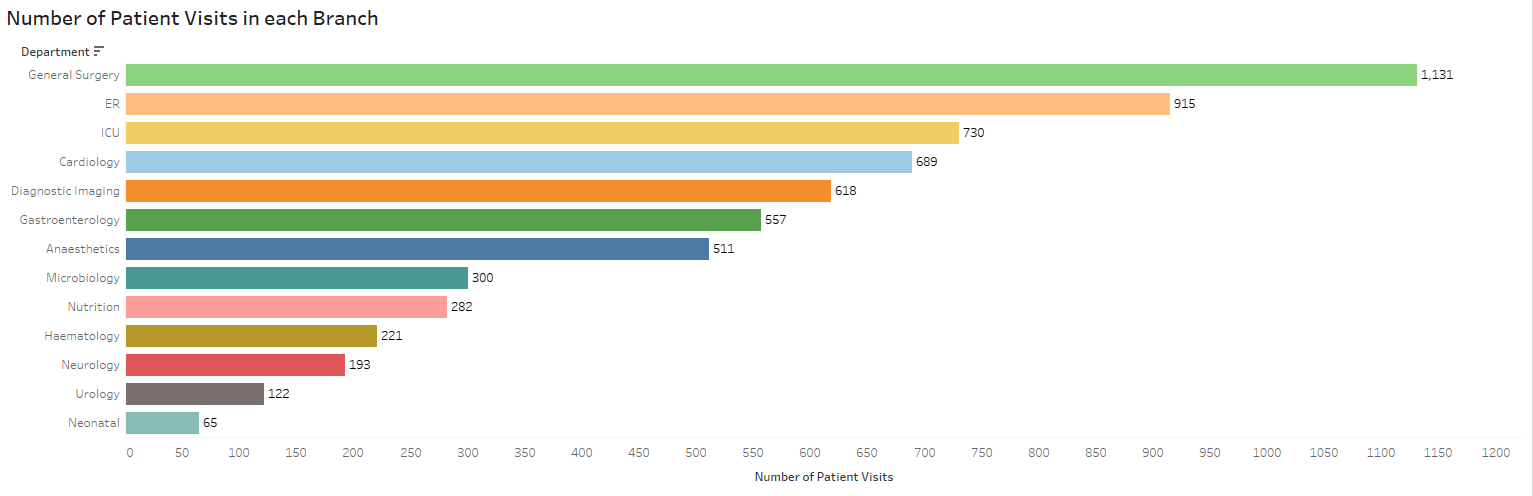 Number of Patient Visits in each Branch
Department
General Surgery 1,131
ER 915
ICU 730
Cardiology 689
Diagnostic Imaging 618
Gastroenterology 557
Anaesthetics 511
Microbiology 300
Nutrition 282
Haematology 221
Neurology 193
Urology 122
Neonatal 65
0 50 100 150 200 250 300 350 400 450 500 550 600 650 700 750 800 850 900 950 1000 1050 1100 1150 1200
Number of Patient Visits